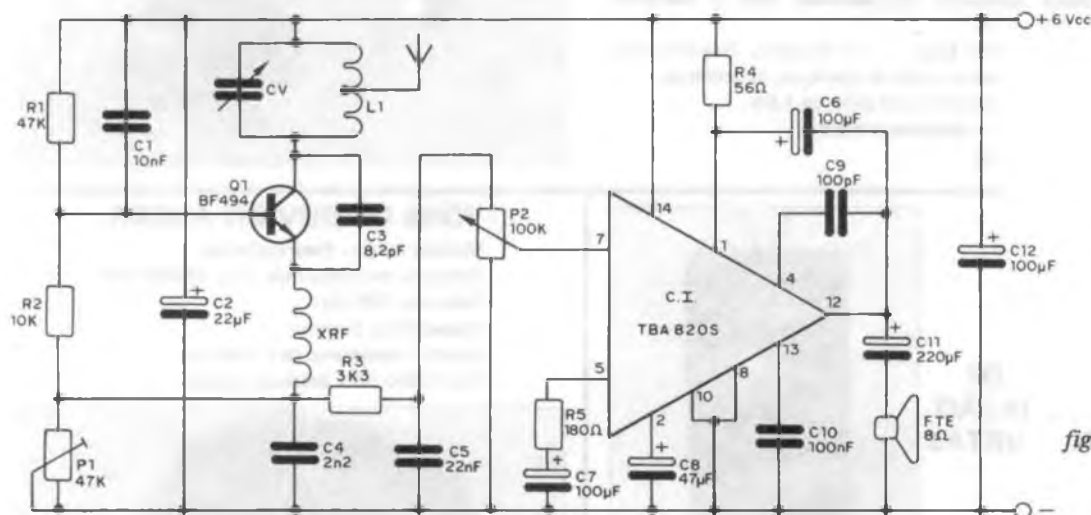 + 6 Vcc
R1
47K
C1
10nF
CV
L1
R4
56Ω
C6
100µF
+
C9
100pF
Q1
BF494
C3
8,2pF
P2
100K
14
7
1
4
12
C.I.
TBA820S
C12
100µF
+
R2
10K
C2
22µF
+
XRF
R3
3K3
5
13
8
10
2
C11
220µF
+
R5
180Ω
C10
100nF
FTE
8Ω
fig
P1
47K
C4
2n2
C5
22nF
C7
100µF
+
C8
47µF
+
−